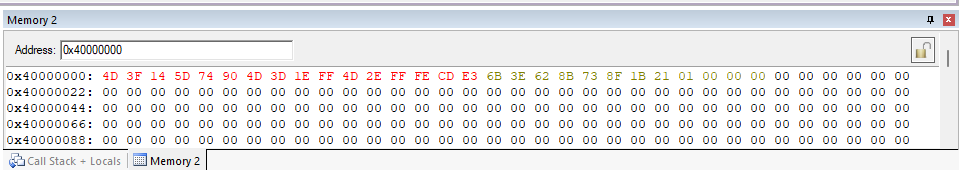 Memory 2
Address: 0x40000000
0x40000000: 4D 3F 14 5D 74 90 4D 3D 1E FF 4D 2E FF FE CD E3 6B 3E 62 8B 73 8F 1B 21 01 00 00 00 00 00 00 00 00 00
0x40000022: 00 00 00 00 00 00 00 00 00 00 00 00 00 00 00 00 00 00 00 00 00 00 00 00 00 00 00 00 00 00 00 00 00 00
0x40000044: 00 00 00 00 00 00 00 00 00 00 00 00 00 00 00 00 00 00 00 00 00 00 00 00 00 00 00 00 00 00 00 00 00 00
0x40000066: 00 00 00 00 00 00 00 00 00 00 00 00 00 00 00 00 00 00 00 00 00 00 00 00 00 00 00 00 00 00 00 00 00 00
0x40000088: 00 00 00 00 00 00 00 00 00 00 00 00 00 00 00 00 00 00 00 00 00 00 00 00 00 00 00 00 00 00 00 00 00 00
Call Stack + Locals Memory 2